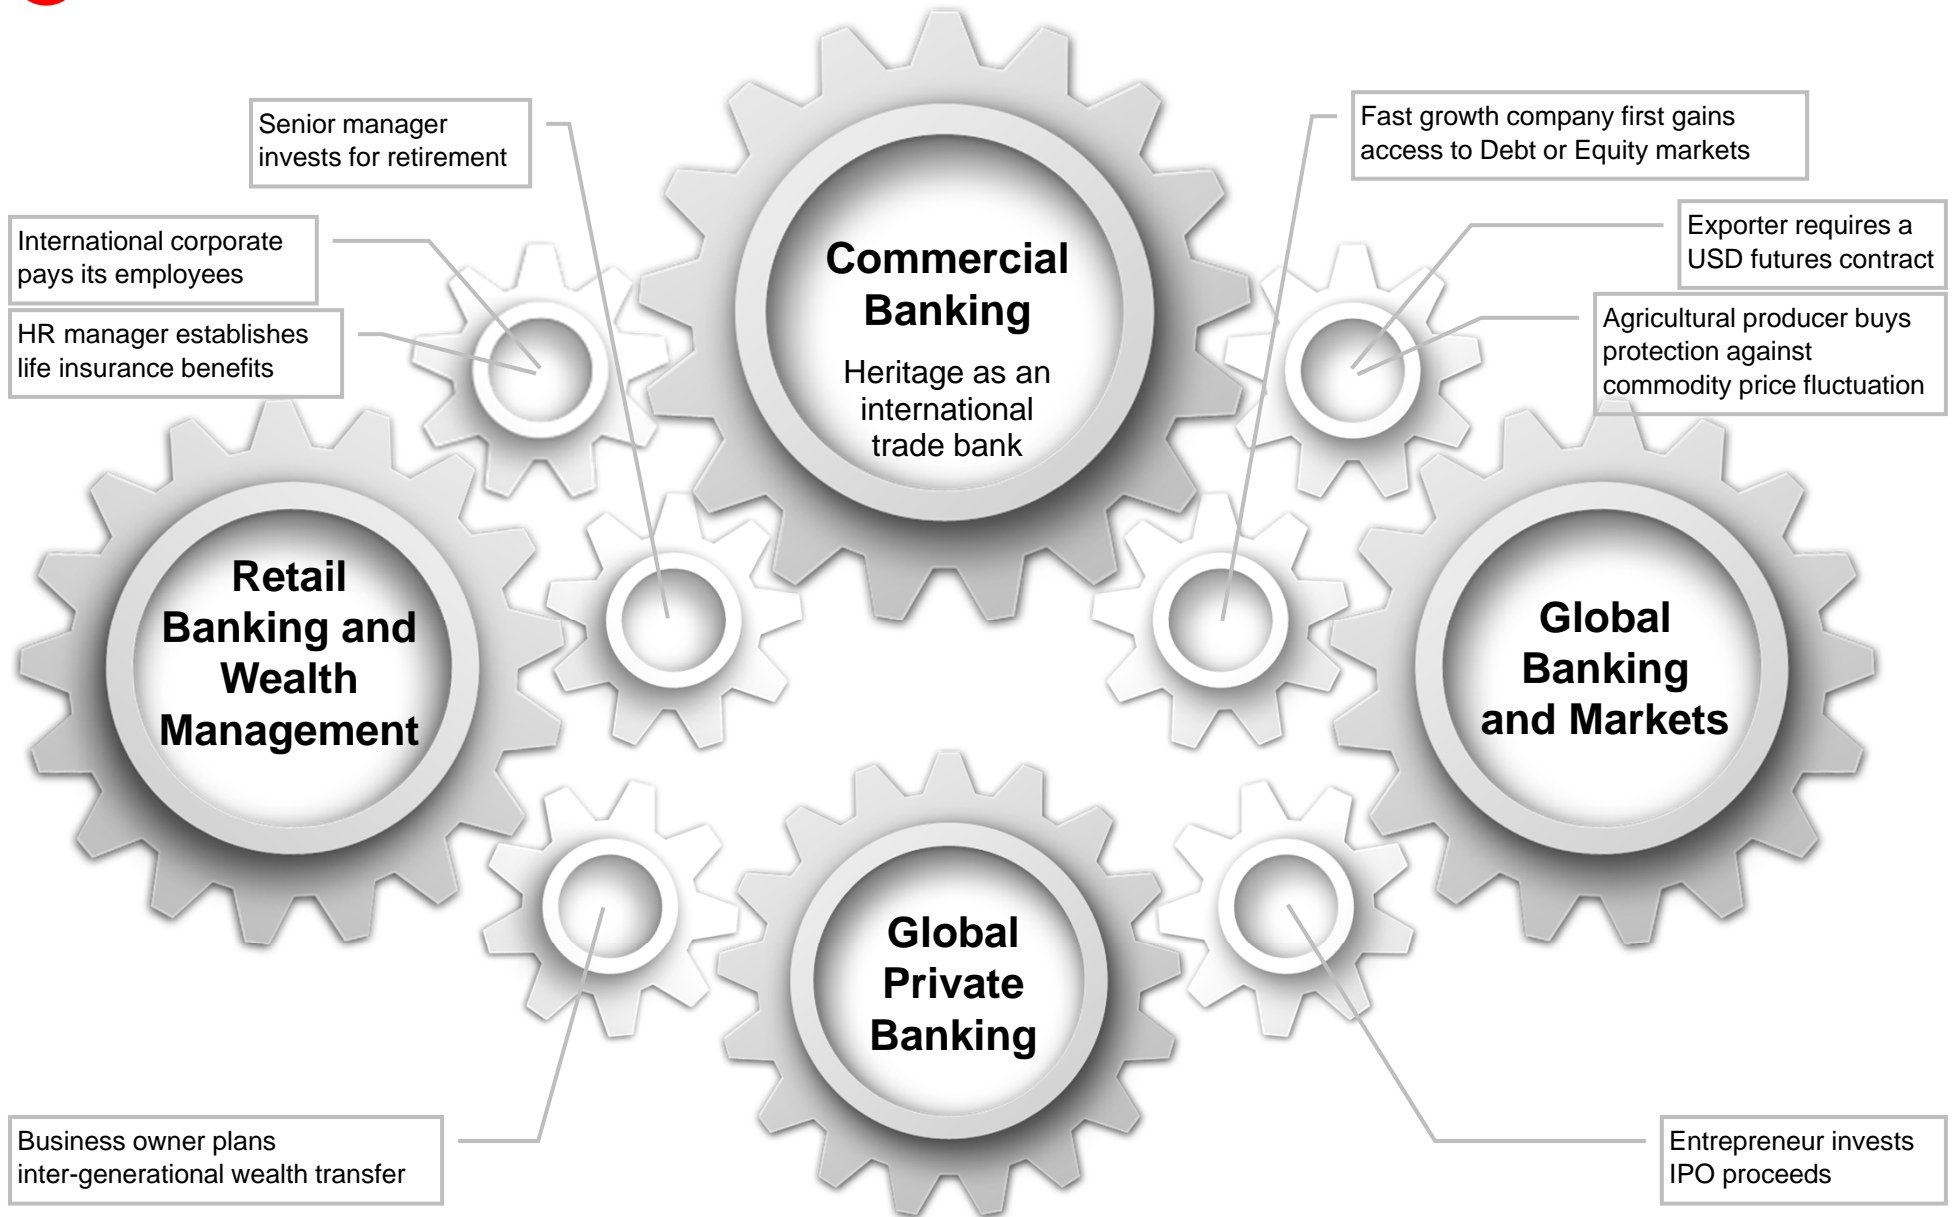 Senior manager
invests for retirement
Fast growth company first gains
access to Debt or Equity markets
International corporate
pays its employees
Exporter requires a
USD futures contract
HR manager establishes
life insurance benefits
Agricultural producer buys
protection against
commodity price fluctuation
Commercial
Banking
Heritage as an
international
trade bank
Retail
Banking and
Wealth
Management
Global
Banking
and Markets
Global
Private
Banking
Business owner plans
inter-generational wealth transfer
Entrepreneur invests
IPO proceeds